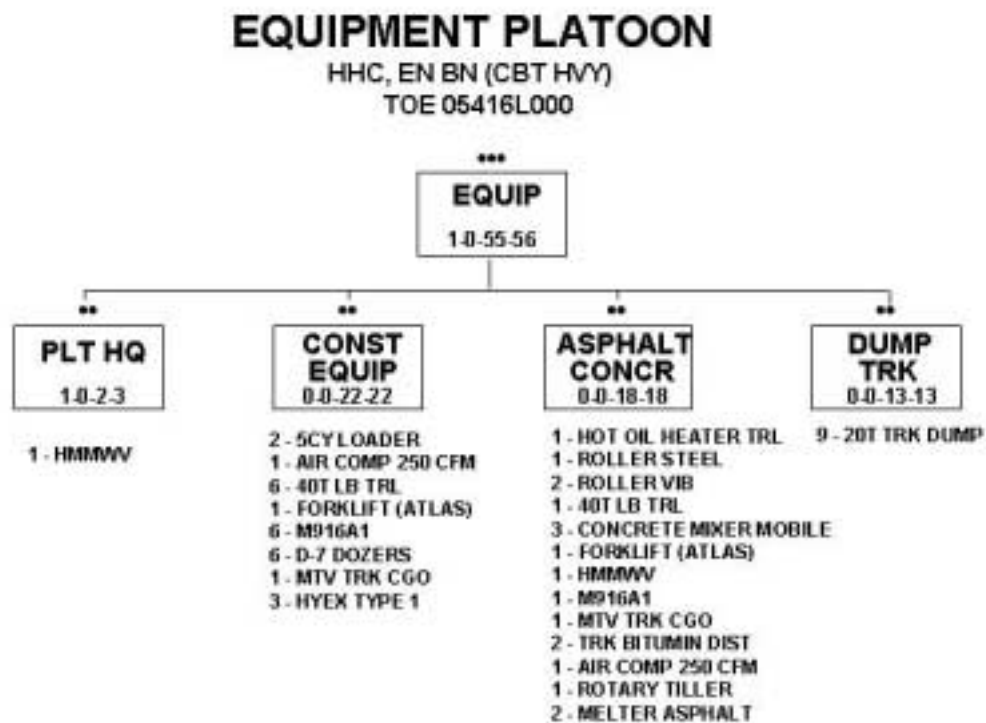 EQUIPMENT PLATOON
HHC, EN BN (CBT HVY)
TOE 05416L000
EQUIP
1-0-55-56
PLT HQ
1-0-2-3
1 - HMMWV
CONST
EQUIP
0-0-22-22
2 - 5CY LOADER
1 - AIR COMP 250 CFM
6 - 40T LB TRL
1 - FORKLIFT (ATLAS)
6 - M916A1
6 - D-7 DOZERS
1 - MTV TRK CGO
3 - HYEX TYPE 1
ASPHALT
CONCR
0-0-18-18
1 - HOT OIL HEATER TRL
1 - ROLLER STEEL
2 - ROLLER VIB
1 - 40T LB TRL
3 - CONCRETE MIXER MOBILE
1 - FORKLIFT (ATLAS)
1 - HMMWV
1 - M916A1
1 - MTV TRK CGO
2 - TRK BITUMIN DIST
1 - AIR COMP 250 CFM
1 - ROTARY TILLER
2 - MELTER ASPHALT
DUMP
TRK
0-0-13-13
9 - 20T TRK DUMP